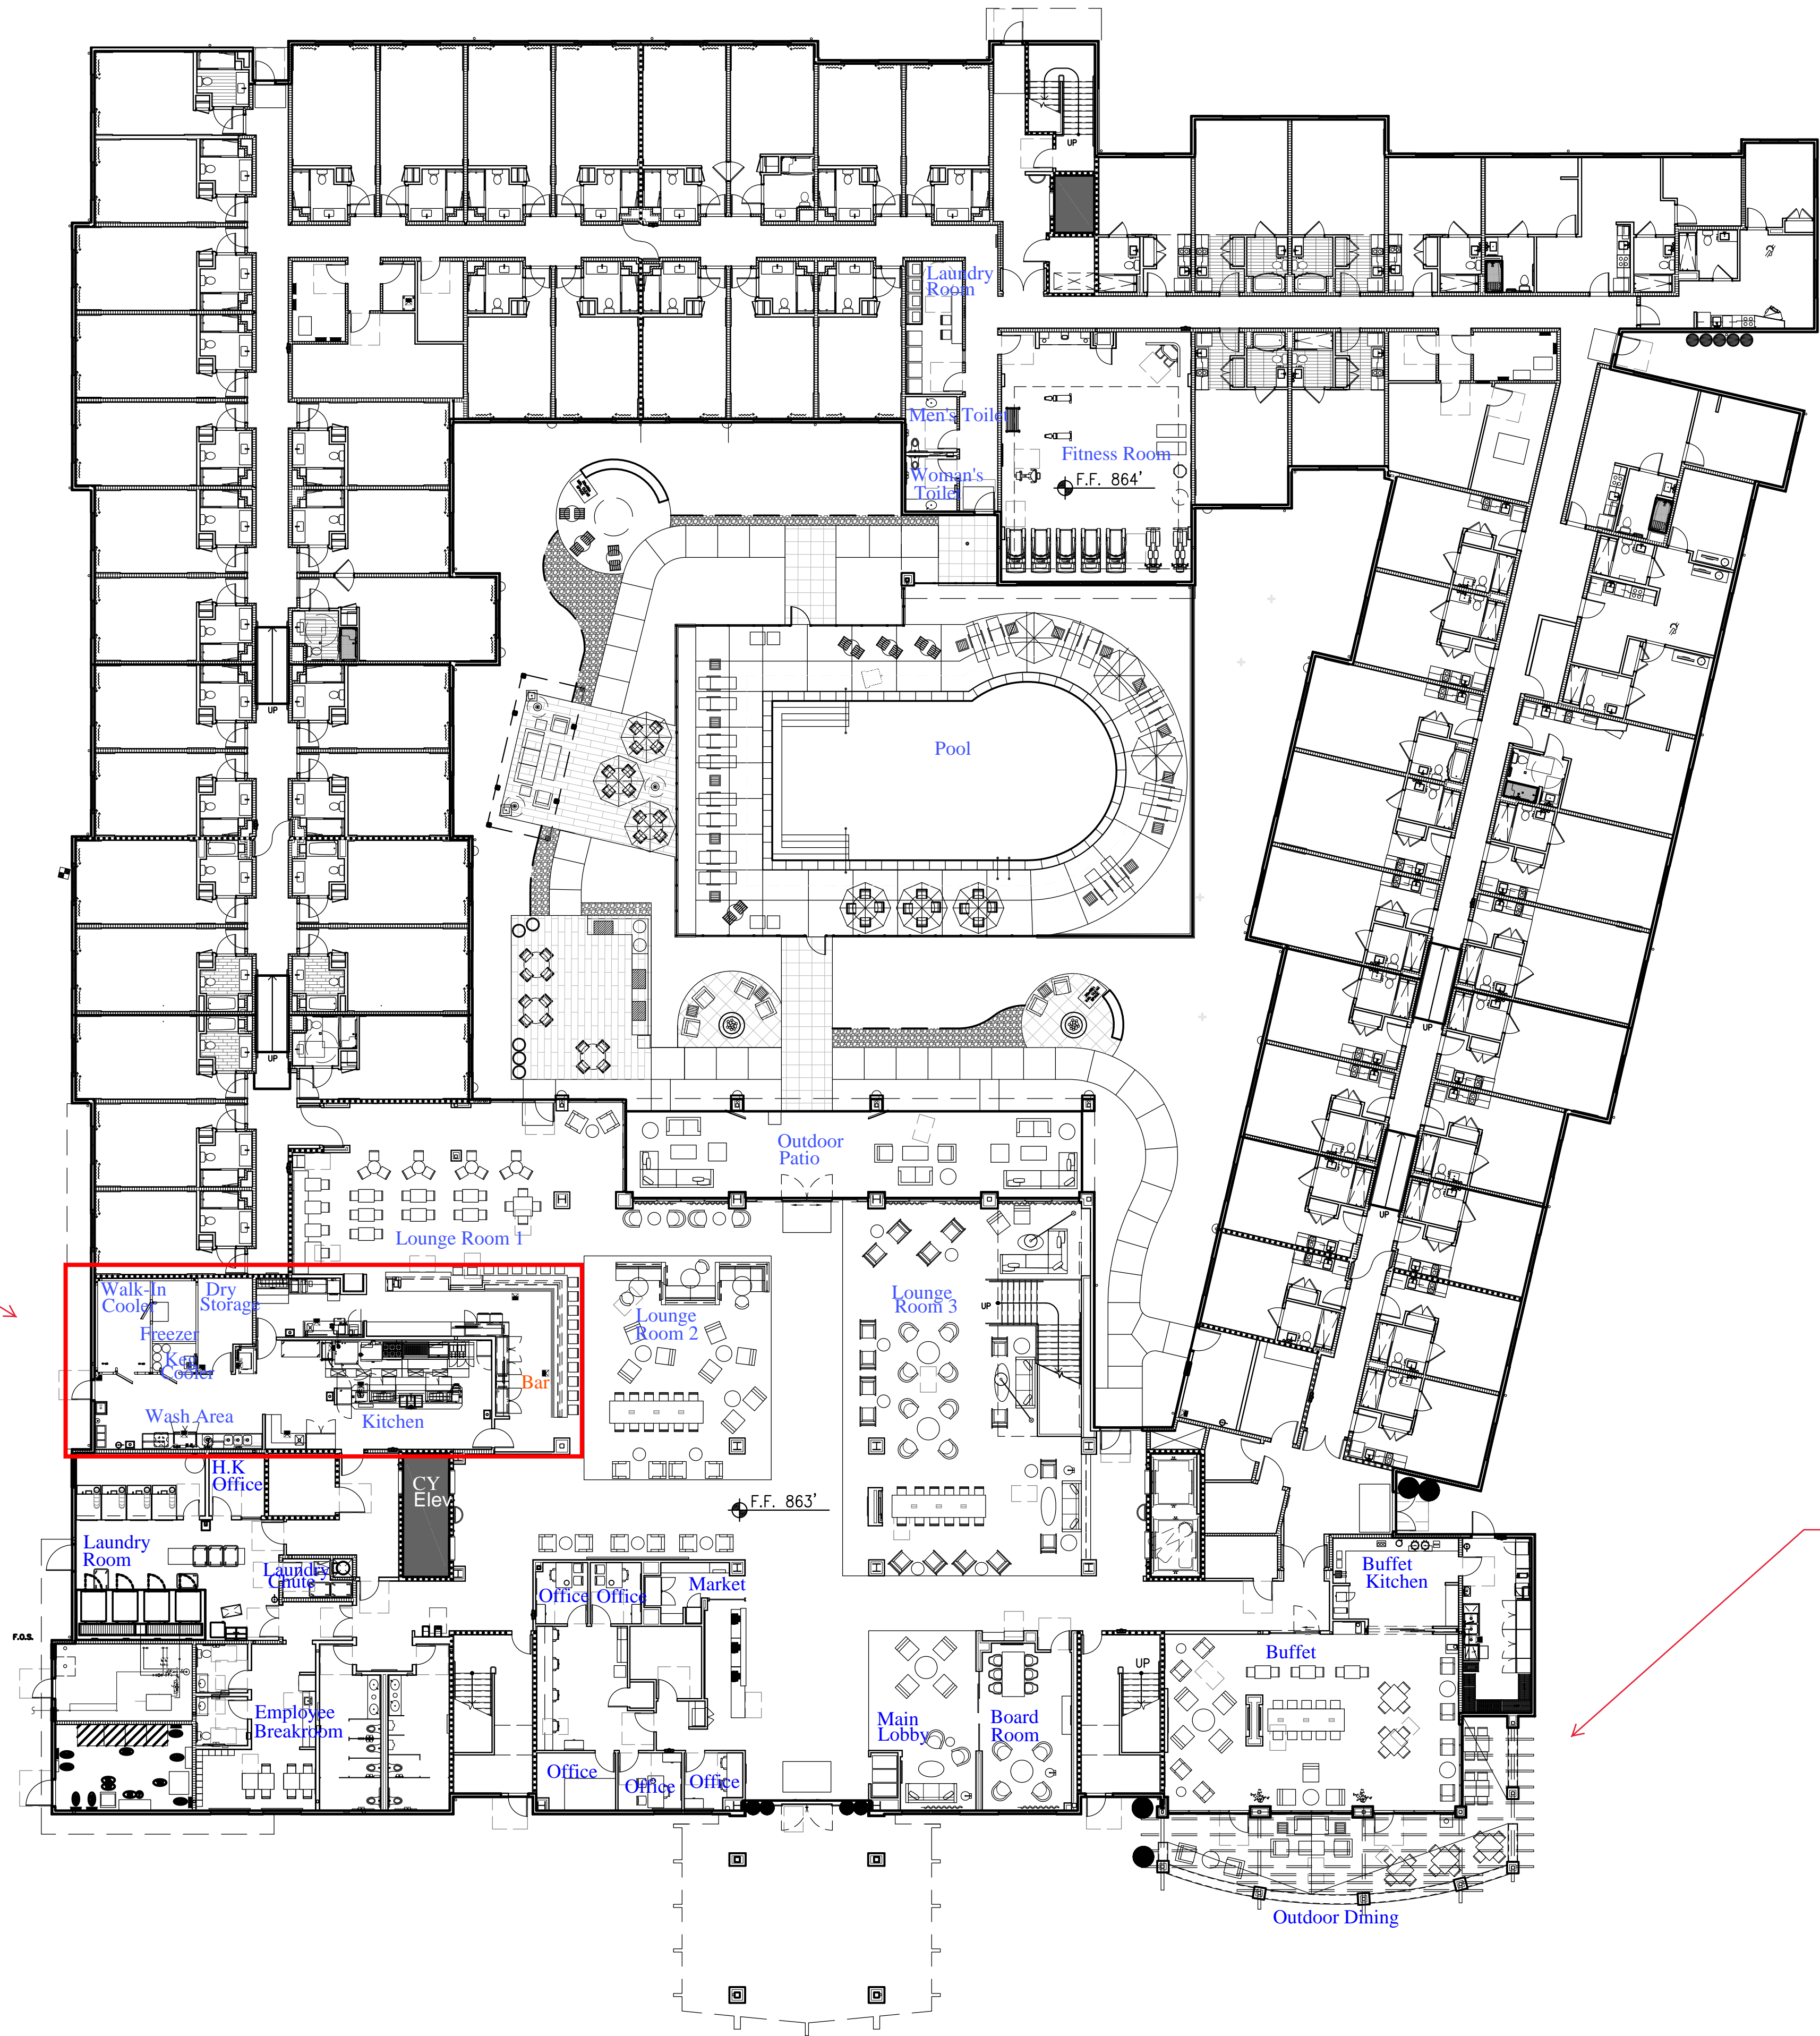 UP
Laundry
Room
Men's Toilet
Fitness Room
Woman's
Toilet
F.F. 864'
UP
Pool
UP
UP
UP
Outdoor
Patio
UP
Lounge Room 1
Walk-In
Cooler
Dry
Storage
Freezer
Keg
Cooler
Lounge
Room 2
Lounge
Room 3
UP
Bar
Wash Area
Kitchen
H.K
Office
CY
Elev
F.F. 863'
Laundry
Room
Laundry
Chute
Office
Office
Market
Buffet
Kitchen
F.O.S.
Buffet
UP
Employee
Breakroom
Main
Lobby
Board
Room
Office
Office
Office
Outdoor Dining